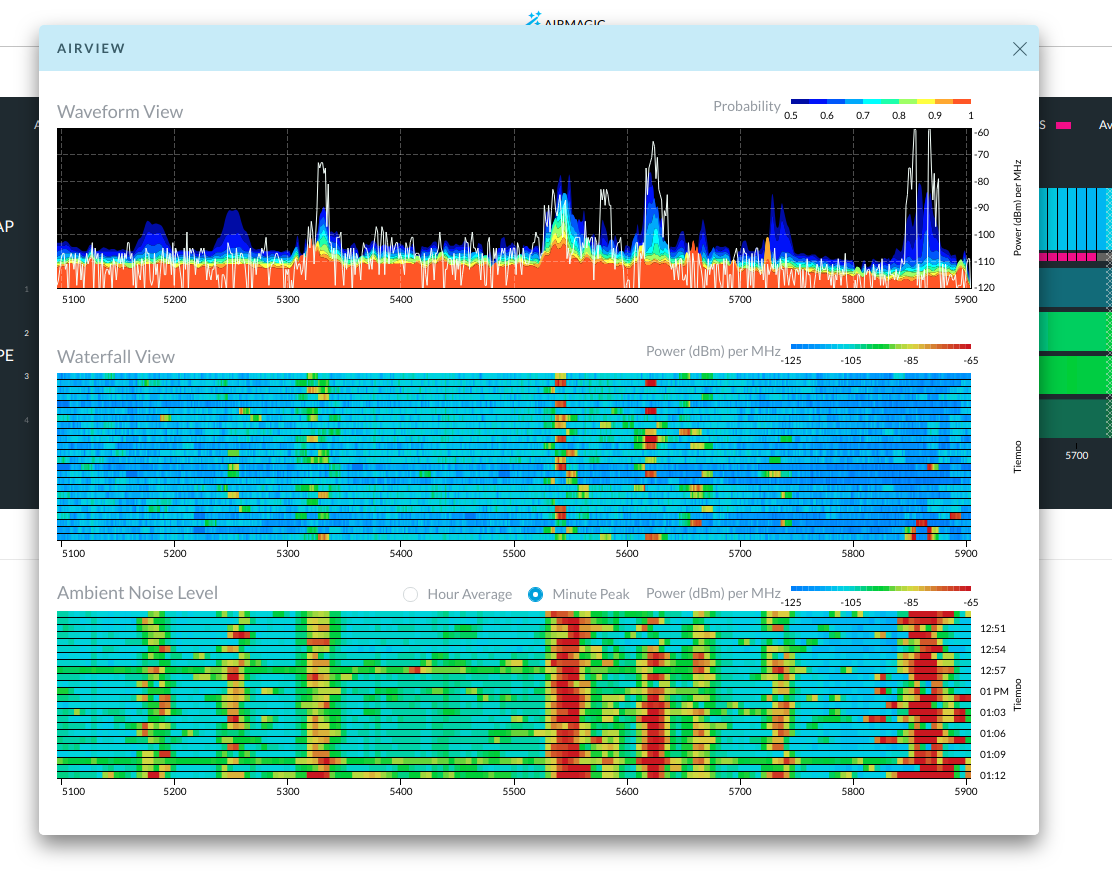 AIRMAGIC
AIRVIEW
Waveform View
Probability
0.5 0.6 0.7 0.8 0.9 1
-60
-70
-80
-90
-100
-110
-120
Power (dBm) per MHz
5100 5200 5300 5400 5500 5600 5700 5800 5900
Waterfall View
Power (dBm) per MHz
-125 -105 -85 -65
Tiempo
5100 5200 5300 5400 5500 5600 5700 5800 5900
Ambient Noise Level
Hour Average
Minute Peak
Power (dBm) per MHz
-125 -105 -85 -65
12:51
12:54
12:57
01 PM
01:03
01:06
01:09
01:12
Tiempo
5100 5200 5300 5400 5500 5600 5700 5800 5900
AP
1
2
PE
3
4
S
Av
5700